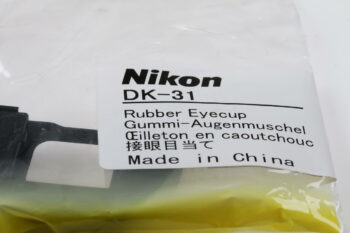 Nikon
DK-31
Rubber Eyecup
Gummi-Augenmuschel
Œilleton en caoutchouc
接眼目当て
Made in China